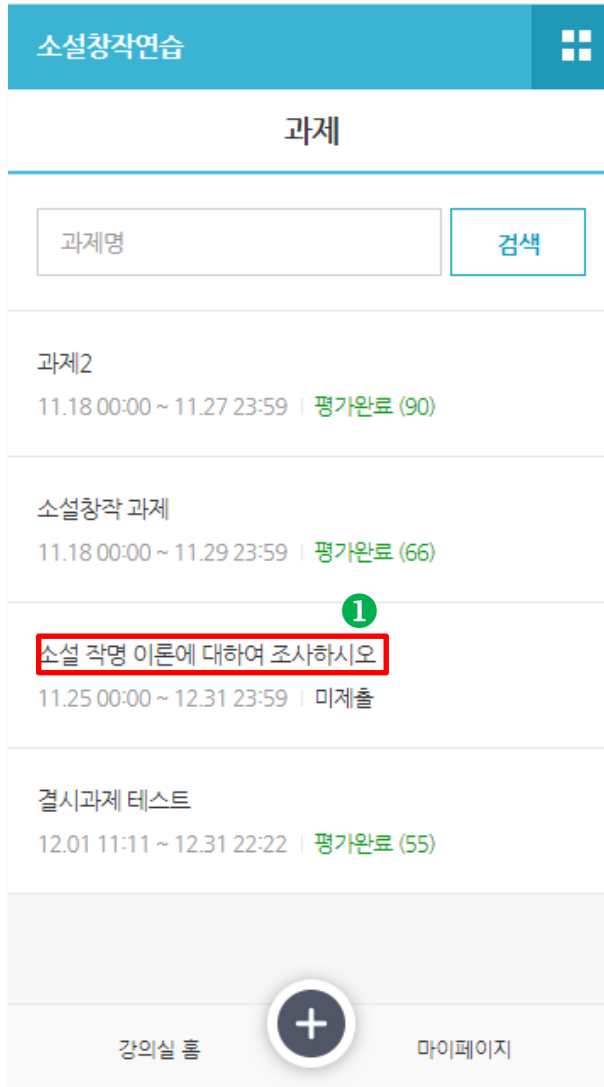 소설창작연습
과제
과제명
검색
과제2
11.18 00:00 ~ 11.27 23:59 | 평가완료 (90)
소설창작 과제
11.18 00:00 ~ 11.29 23:59 | 평가완료 (66)
1
소설 작명 이론에 대하여 조사하시오
11.25 00:00 ~ 12.31 23:59 | 미제출
결시과제 테스트
12.01 11:11 ~ 12.31 22:22 | 평가완료 (55)
강의실 홈
마이페이지